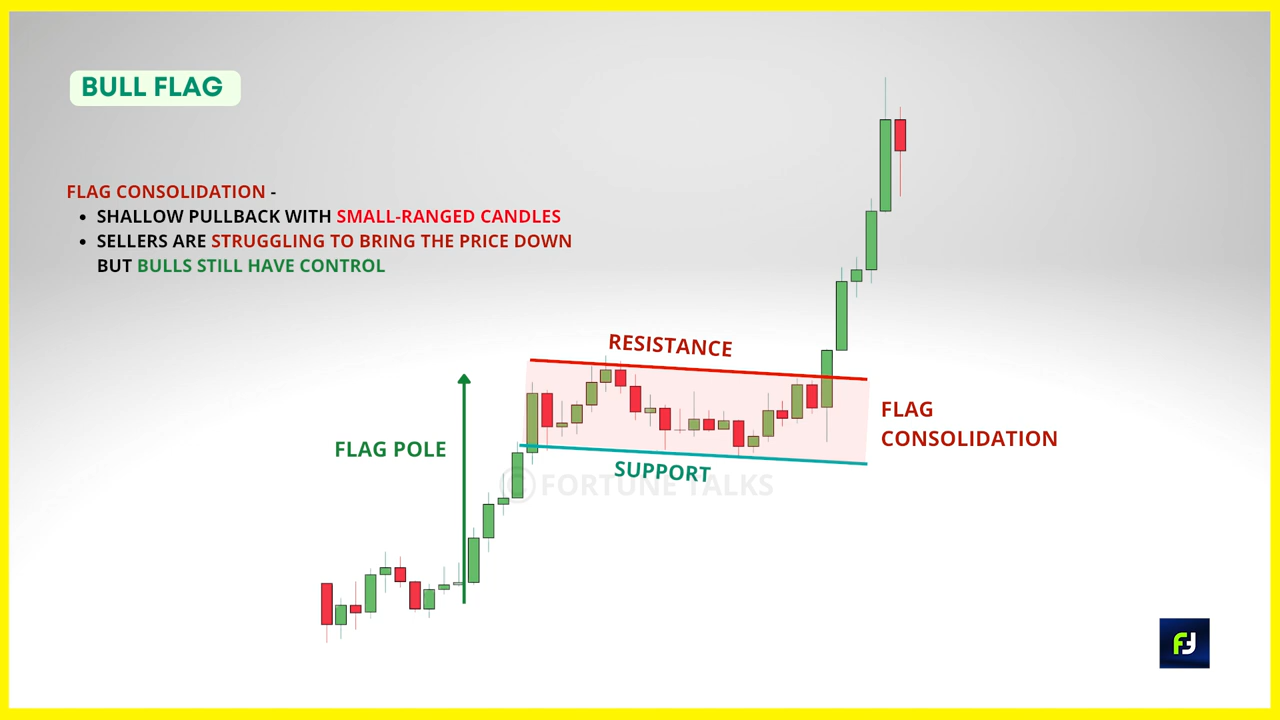 BULL FLAG
FLAG CONSOLIDATION -
• SHALLOW PULLBACK WITH SMALL-RANGED CANDLES
• SELLERS ARE STRUGGLING TO BRING THE PRICE DOWN
BUT BULLS STILL HAVE CONTROL
RESISTANCE
FLAG POLE
FLAG
CONSOLIDATION
SUPPORT
© FORTUNE TALKS